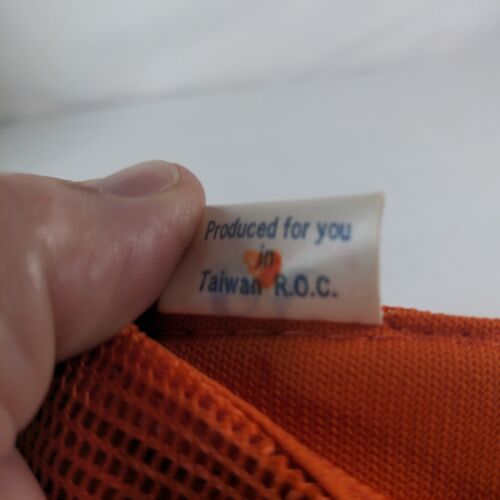 Produced for you
in
Taiwan R.O.C.